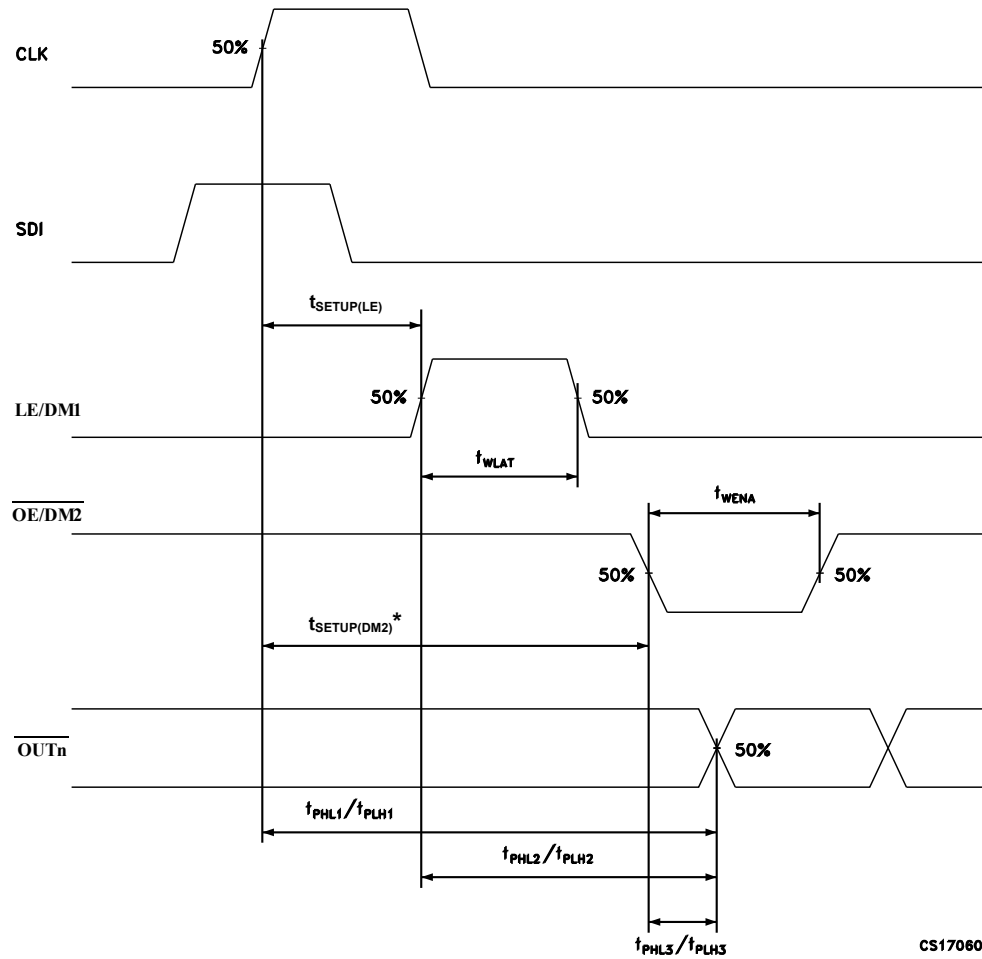 CLK
50%
SDI
tSETUP(LE)
50%
50%
LE/DM1
tWLAT
tWENA
OE/DM2
50%
50%
tSETUP(DM2)*
OUTn
50%
tPHL1/tPLH1
tPHL2/tPLH2
tPHL3/tPLH3
CS17060